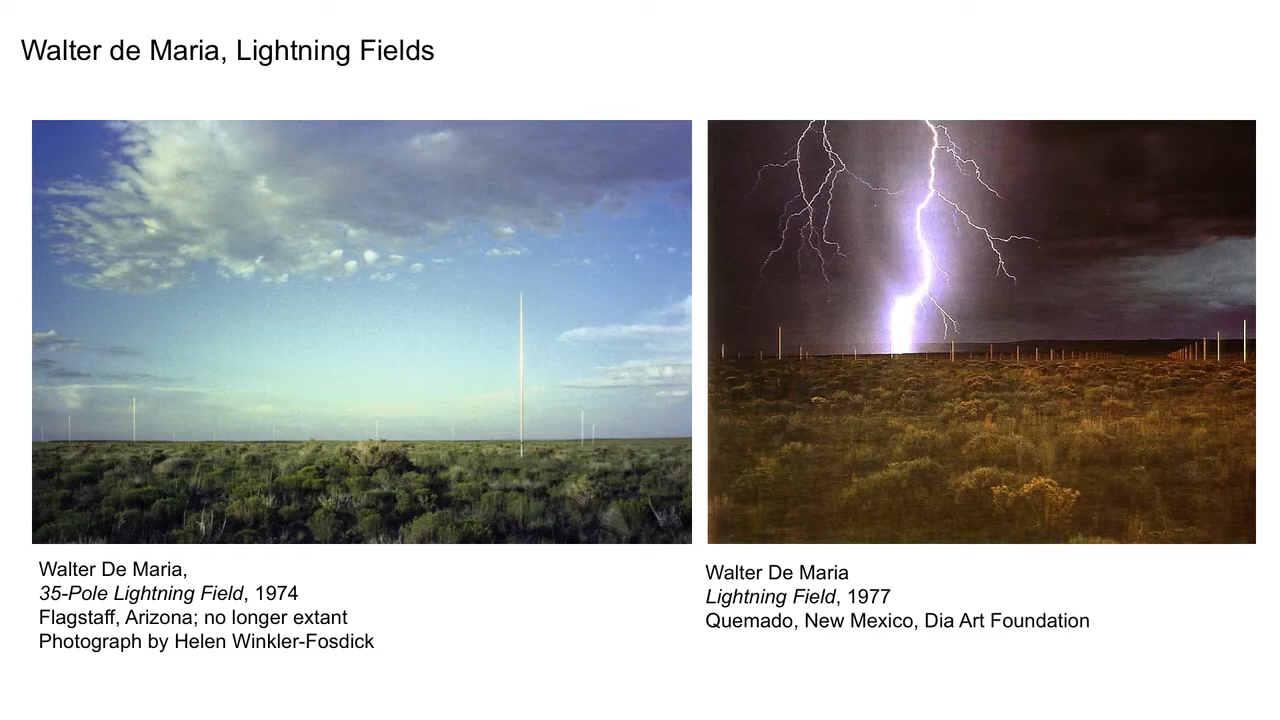 Walter de Maria, Lightning Fields
Walter De Maria,
35-Pole Lightning Field, 1974
Flagstaff, Arizona; no longer extant
Photograph by Helen Winkler-Fosdick
Walter De Maria
Lightning Field, 1977
Quemado, New Mexico, Dia Art Foundation